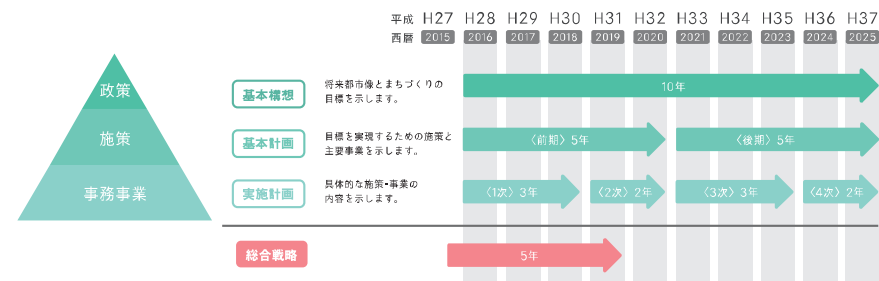 平成 H27 H28 H29 H30 H31 H32 H33 H34 H35 H36 H37
西暦 2015 2016 2017 2018 2019 2020 2021 2022 2023 2024 2025
政策
基本構想
将来都市像とまちづくりの
目標を示します。
10年
施策
基本計画
目標を実現するための施策と
主要事業を示します。
〈前期〉5年
〈後期〉5年
事務事業
実施計画
具体的な施策・事業の
内容を示します。
〈1次〉3年
〈2次〉2年
〈3次〉3年
〈4次〉2年
総合戦略
5年